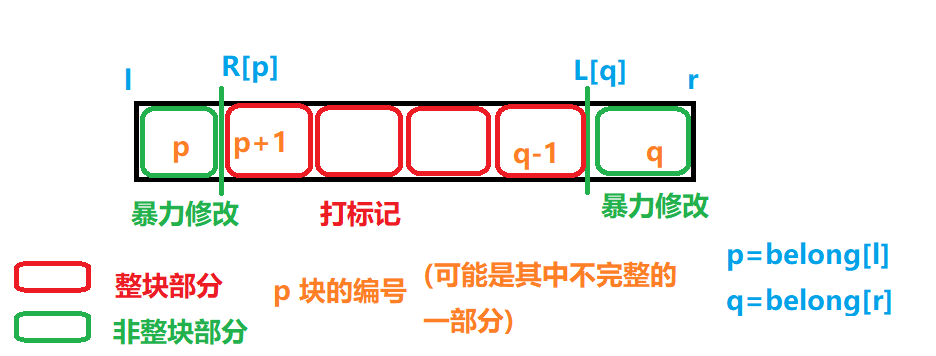 l R[p] L[q] r
p p+1 q-1 q
暴力修改 打标记 暴力修改
整块部分
非整块部分
p 块的编号
(可能是其中不完整的
一部分)
p=belong[l]
q=belong[r]